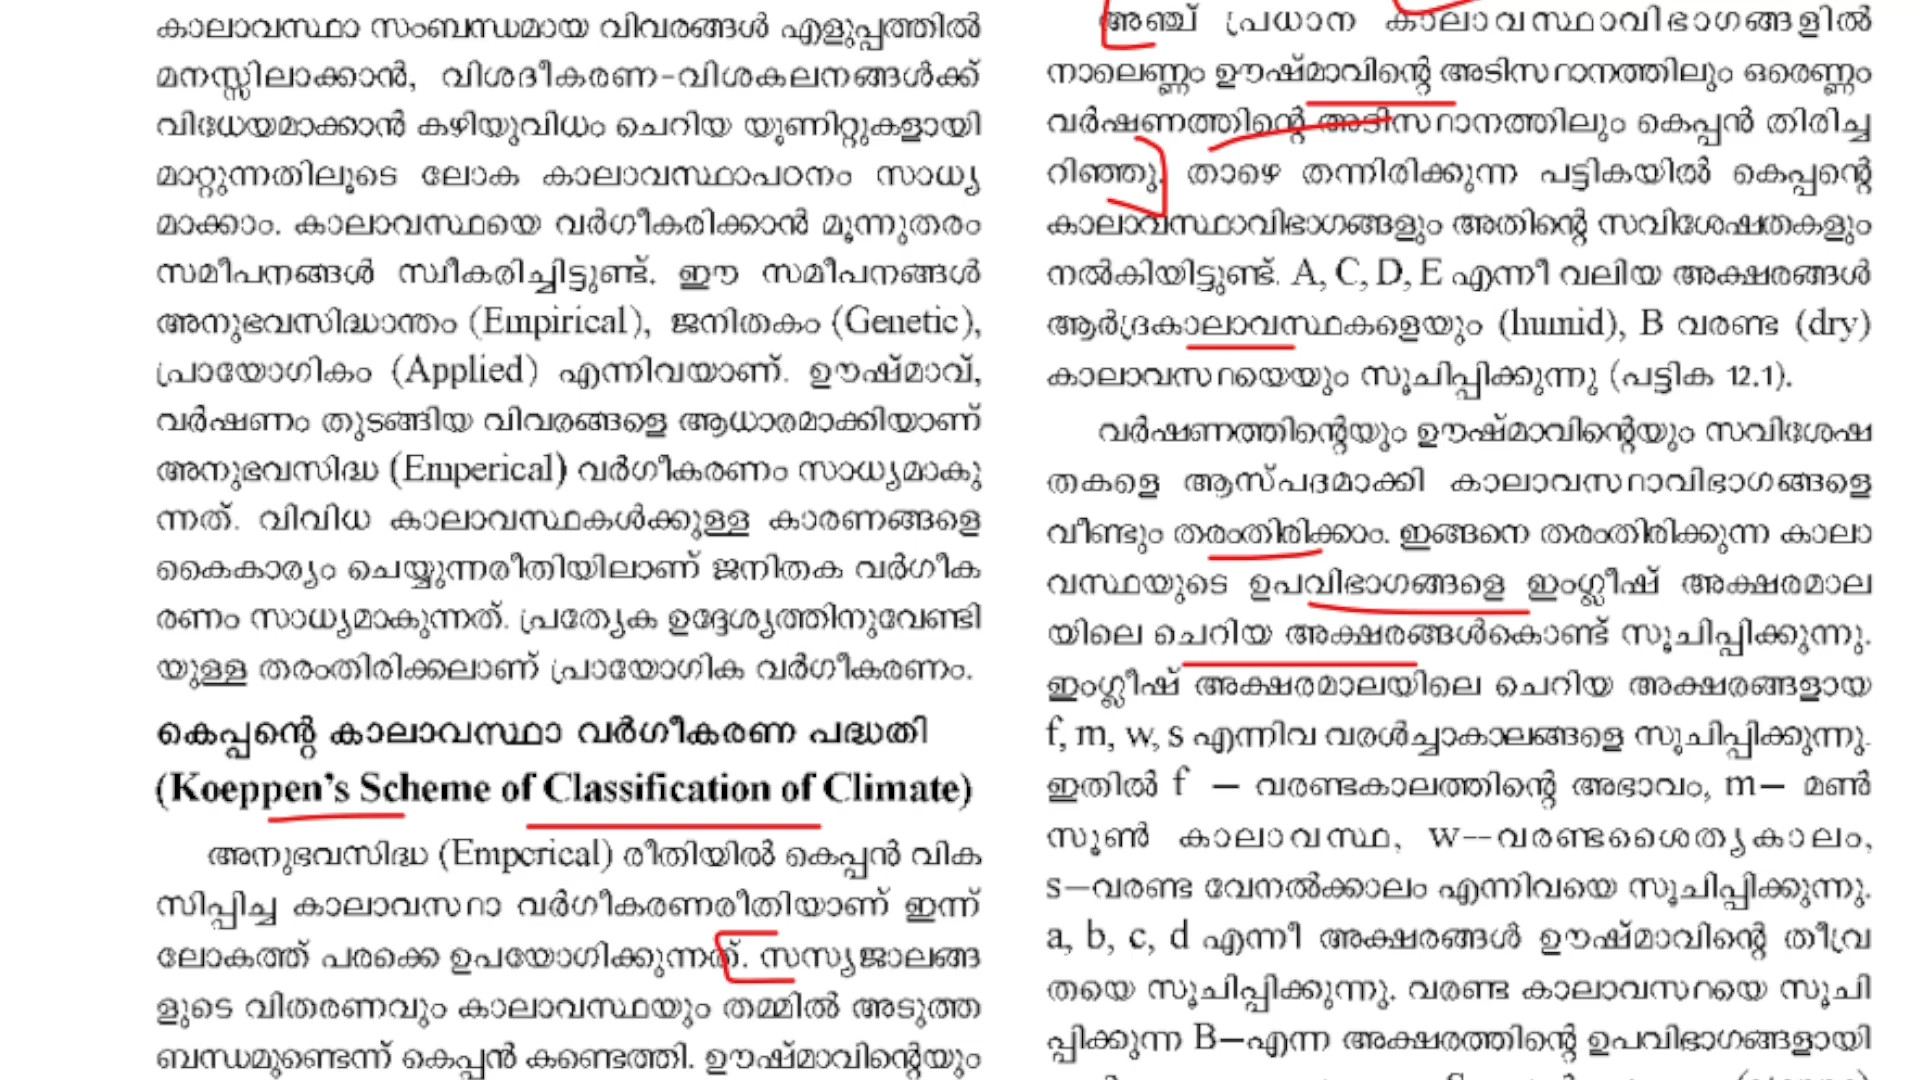 കാലാവസ്ഥാ സംബന്ധമായ വിവരങ്ങൾ എളുപ്പത്തിൽ
മനസ്സിലാക്കാൻ, വിശദീകരണ-വിശകലനങ്ങൾക്ക്
വിധേയമാക്കാൻ കഴിയുവിധം ചെറിയ യൂണിറ്റുകളായി
മാറ്റുന്നതിലൂടെ ലോക കാലാവസ്ഥാപഠനം സാധ്യ
മാക്കാം. കാലാവസ്ഥയെ വർഗീകരിക്കാൻ മൂന്നുതരം
സമീപനങ്ങൾ സ്വീകരിച്ചിട്ടുണ്ട്. ഈ സമീപനങ്ങൾ
അനുഭവസിദ്ധാന്തം (Empirical), ജനിതകം (Genetic),
പ്രായോഗികം (Applied) എന്നിവയാണ്. ഊഷ്മാവ്,
വർഷണം തുടങ്ങിയ വിവരങ്ങളെ ആധാരമാക്കിയാണ്
അനുഭവസിദ്ധ (Emperical) വർഗീകരണം സാധ്യമാകു
ന്നത്. വിവിധ കാലാവസ്ഥകൾക്കുള്ള കാരണങ്ങളെ
കൈകാര്യം ചെയ്യുന്നരീതിയിലാണ് ജനിതക വർഗീക
രണം സാധ്യമാകുന്നത്. പ്രത്യേക ഉദ്ദേശ്യത്തിനുവേണ്ടി
യുള്ള തരംതിരിക്കലാണ് പ്രായോഗിക വർഗീകരണം.
കെപ്പന്റെ കാലാവസ്ഥാ വർഗീകരണ പദ്ധതി
(Koeppen’s Scheme of Classification of Climate)
അനുഭവസിദ്ധ (Emperical) രീതിയിൽ കെപ്പൻ വിക
സിപ്പിച്ച കാലാവസ്ഥാ വർഗീകരണരീതിയാണ് ഇന്ന്
ലോകത്ത് പരക്കെ ഉപയോഗിക്കുന്നത്. സസ്യജാലങ്ങ
ളുടെ വിതരണവും കാലാവസ്ഥയും തമ്മിൽ അടുത്ത
ബന്ധമുണ്ടെന്ന് കെപ്പൻ കണ്ടെത്തി. ഊഷ്മാവിന്റെയും
അഞ്ച് പ്രധാന കാലാവസ്ഥാവിഭാഗങ്ങളിൽ
നാലെണ്ണം ഊഷ്മാവിന്റെ അടിസ്ഥാനത്തിലും ഒരെണ്ണം
വർഷണത്തിന്റെ അടിസ്ഥാനത്തിലും കെപ്പൻ തിരിച്ച
റിഞ്ഞു. താഴെ തന്നിരിക്കുന്ന പട്ടികയിൽ കെപ്പന്റെ
കാലാവസ്ഥാവിഭാഗങ്ങളും അതിന്റെ സവിശേഷതകളും
നൽകിയിട്ടുണ്ട്. A, C, D, E എന്നീ വലിയ അക്ഷരങ്ങൾ
ആർദ്രകാലാവസ്ഥകളെയും (humid), B വരണ്ട (dry)
കാലാവസ്ഥയെയും സൂചിപ്പിക്കുന്നു (പട്ടിക 12.1).
വർഷണത്തിന്റെയും ഊഷ്മാവിന്റെയും സവിശേഷ
തകളെ ആസ്പദമാക്കി കാലാവസ്ഥാവിഭാഗങ്ങളെ
വീണ്ടും തരംതിരിക്കാം. ഇങ്ങനെ തരംതിരിക്കുന്ന കാലാ
വസ്ഥയുടെ ഉപവിഭാഗങ്ങളെ ഇംഗ്ലീഷ് അക്ഷരമാല
യിലെ ചെറിയ അക്ഷരങ്ങൾകൊണ്ട് സൂചിപ്പിക്കുന്നു.
ഇംഗ്ലീഷ് അക്ഷരമാലയിലെ ചെറിയ അക്ഷരങ്ങളായ
f, m, w, s എന്നിവ വരൾച്ചാകാലങ്ങളെ സൂചിപ്പിക്കുന്നു.
ഇതിൽ f – വരണ്ടകാലത്തിന്റെ അഭാവം, m– മൺ
സൂൺ കാലാവസ്ഥ, w--വരണ്ടശൈത്യകാലം,
s–വരണ്ട വേനൽക്കാലം എന്നിവയെ സൂചിപ്പിക്കുന്നു.
a, b, c, d എന്നീ അക്ഷരങ്ങൾ ഊഷ്മാവിന്റെ തീവ്ര
തയെ സൂചിപ്പിക്കുന്നു. വരണ്ട കാലാവസ്ഥയെ സൂചി
പ്പിക്കുന്ന B–എന്ന അക്ഷരത്തിന്റെ ഉപവിഭാഗങ്ങളായി